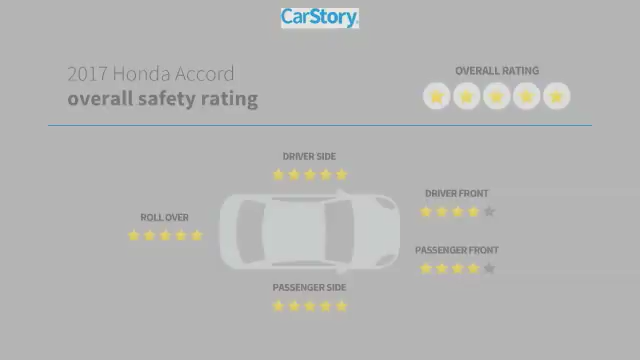 CarStory
2017 Honda Accord
overall safety rating
OVERALL RATING
DRIVER SIDE
DRIVER FRONT
ROLL OVER
PASSENGER FRONT
PASSENGER SIDE